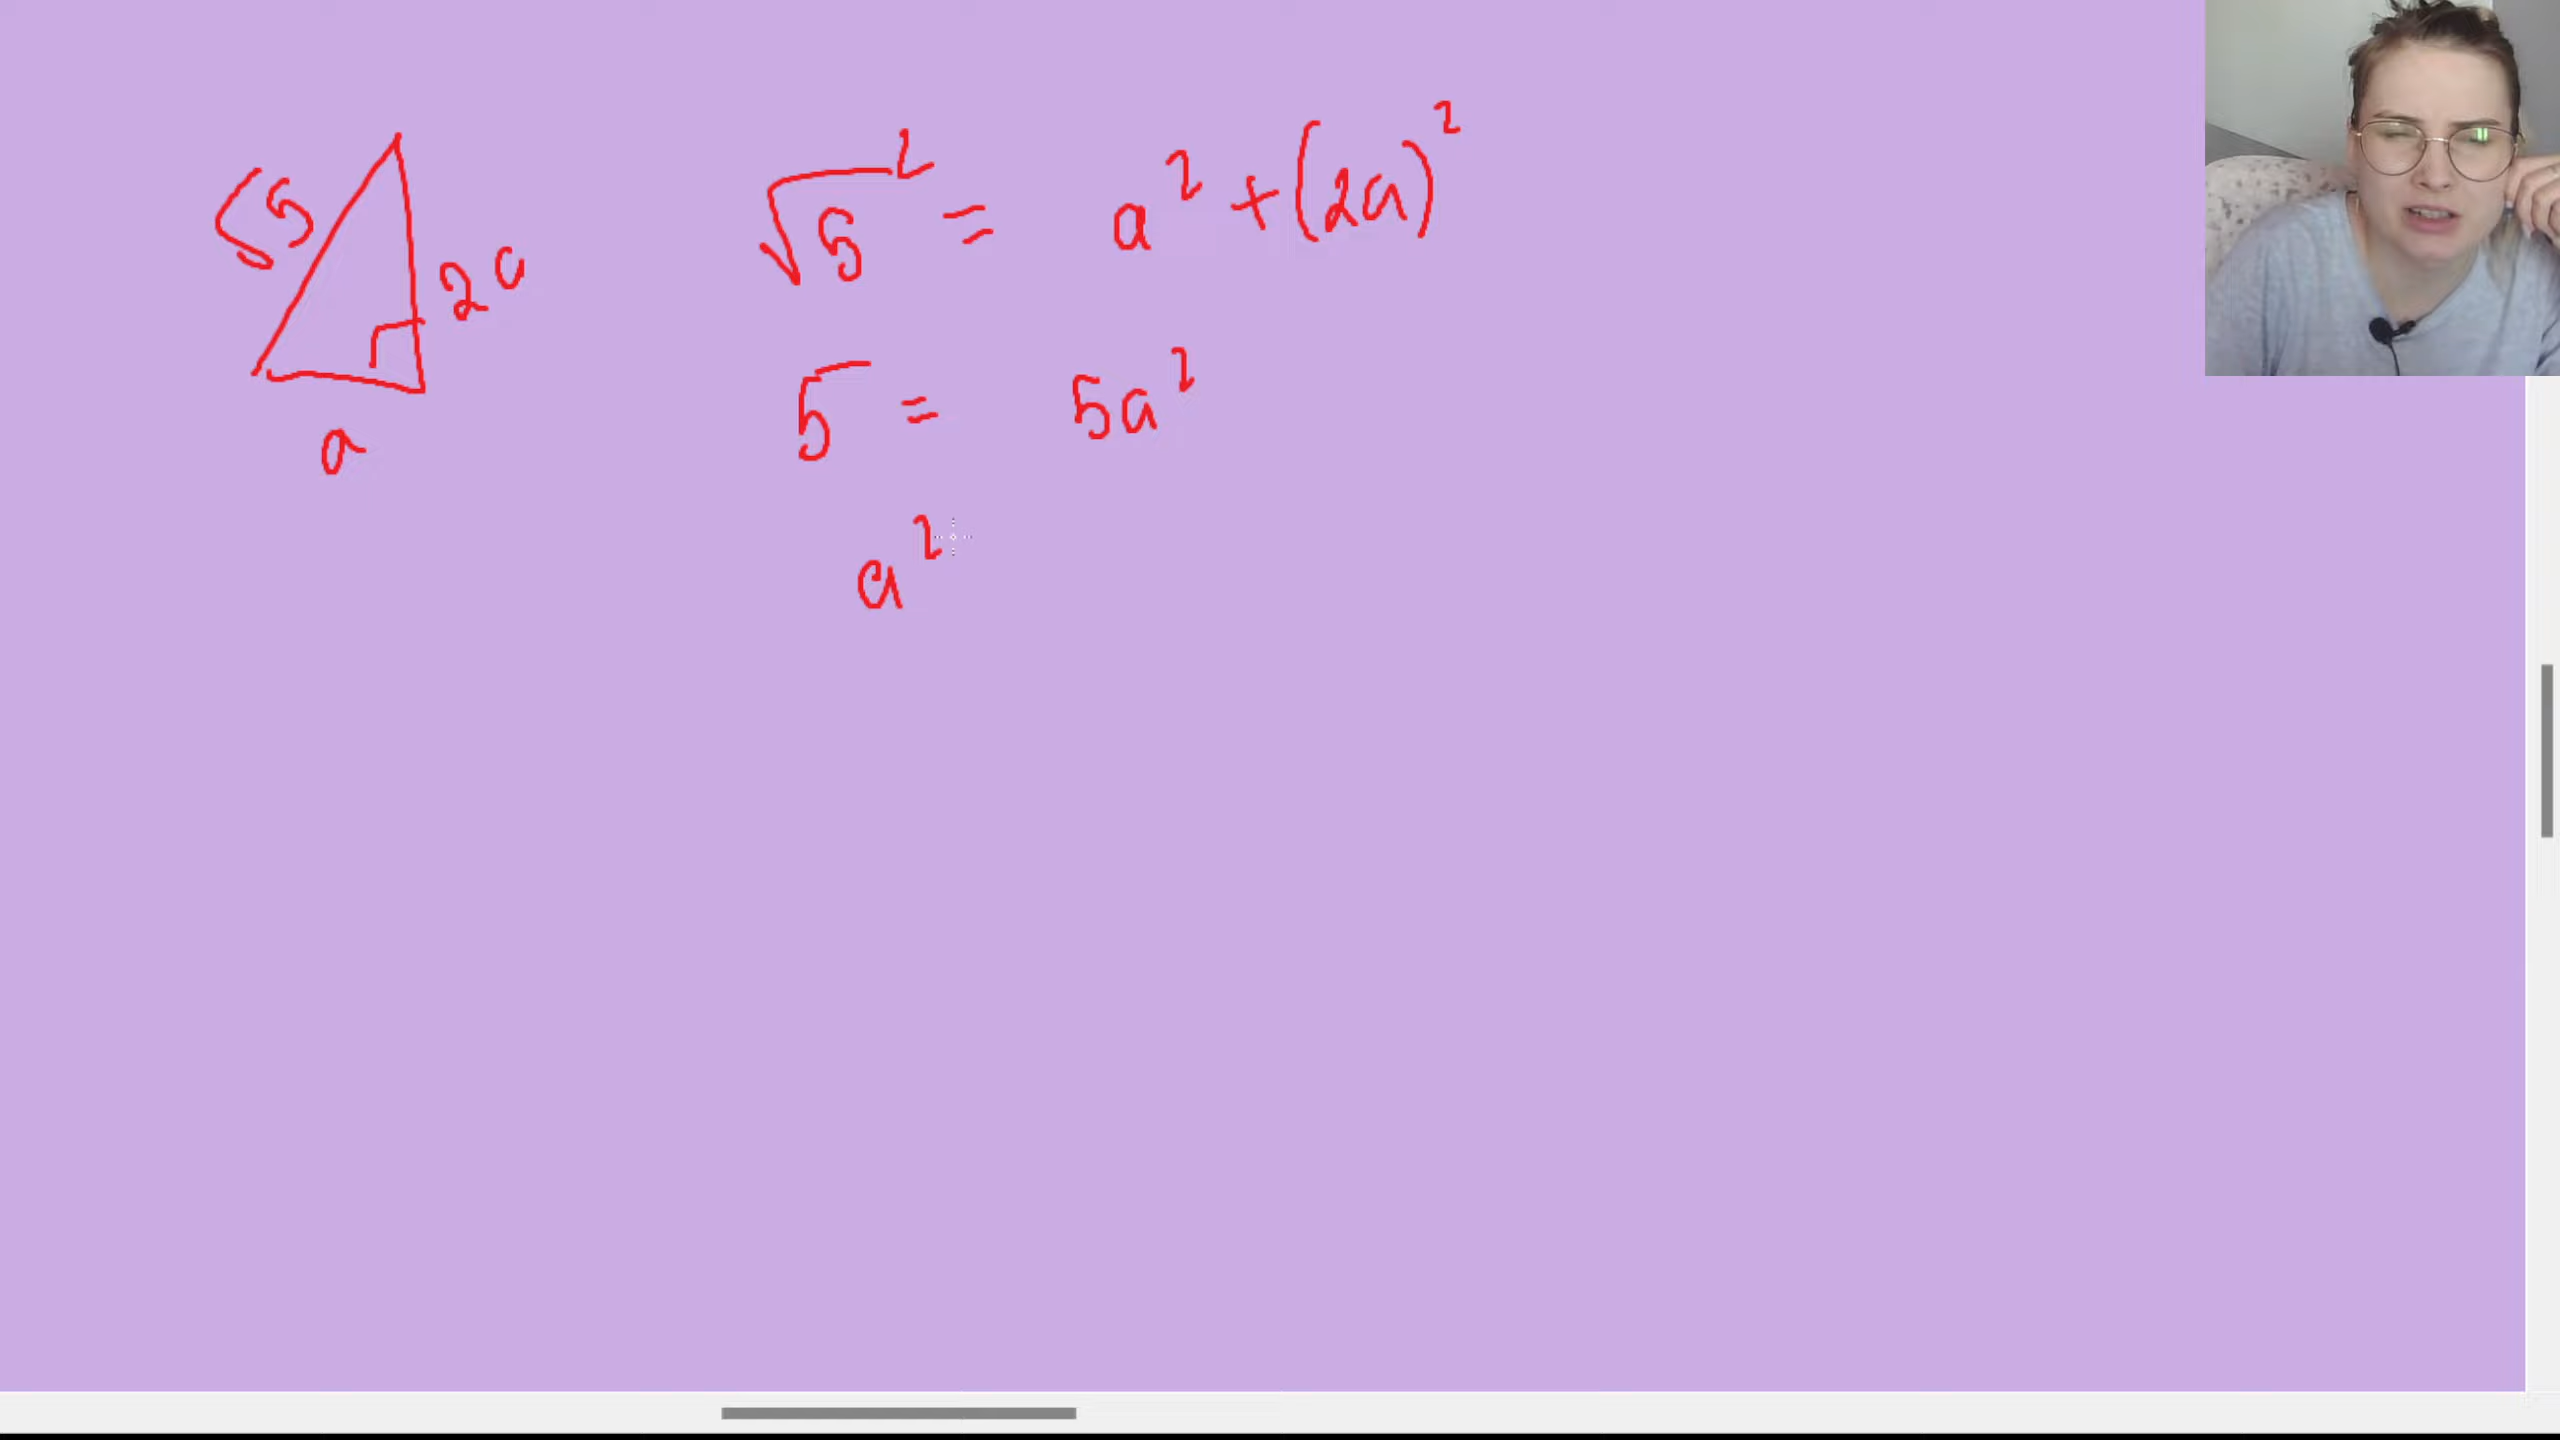 √5
2a
a
√5² = a² + (2a)²
5 = 5a²
a²